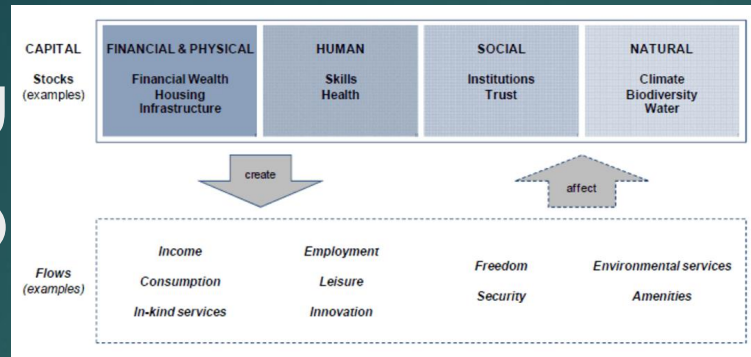 CAPITAL
FINANCIAL & PHYSICAL
HUMAN
SOCIAL
NATURAL
Stocks
(examples)
Financial Wealth
Housing
Infrastructure
Skills
Health
Institutions
Trust
Climate
Biodiversity
Water
create
affect
Flows
(examples)
Income
Consumption
In-kind services
Employment
Leisure
Innovation
Freedom
Security
Environmental services
Amenities